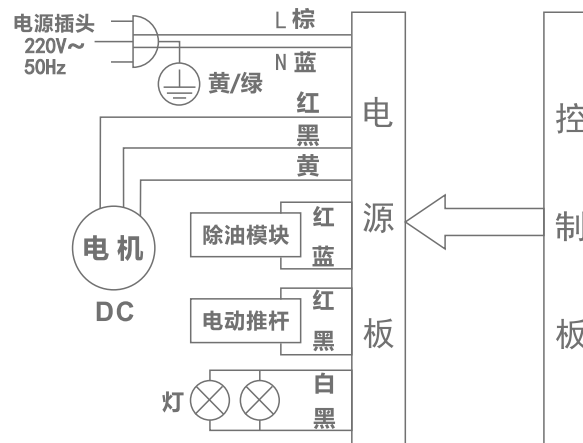 电源插头
220V~
50Hz
L 棕
N 蓝
黄/绿
红
黑
黄
电机
DC
除油模块
红
蓝
电动推杆
红
黑
灯
白
黑
电源板
控制板